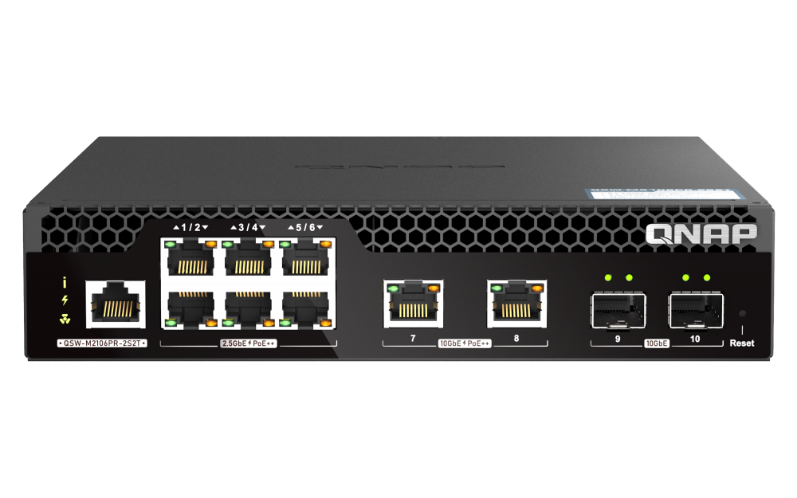 ▲1/2▼ ▲3/4▼ ▲5/6▼
QNAP
QSW-M2106PR-2S2T
2.5GbE PoE++
7 10GbE PoE++ 8
9 10GbE 10
Reset